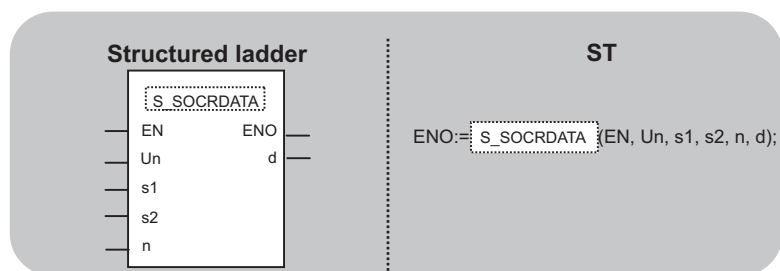 Structured ladder
S_SOCRDATA
EN ENO
Un d
s1
s2
n
ST
ENO:= S_SOCRDATA (EN, Un, s1, s2, n, d);